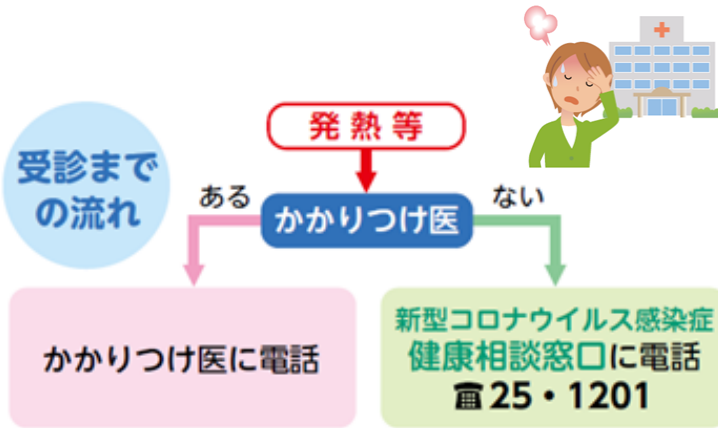 受診まで
の流れ
発熱等
ある
かかりつけ医
ない
かかりつけ医に電話
新型コロナウイルス感染症
健康相談窓口に電話
☎25・1201